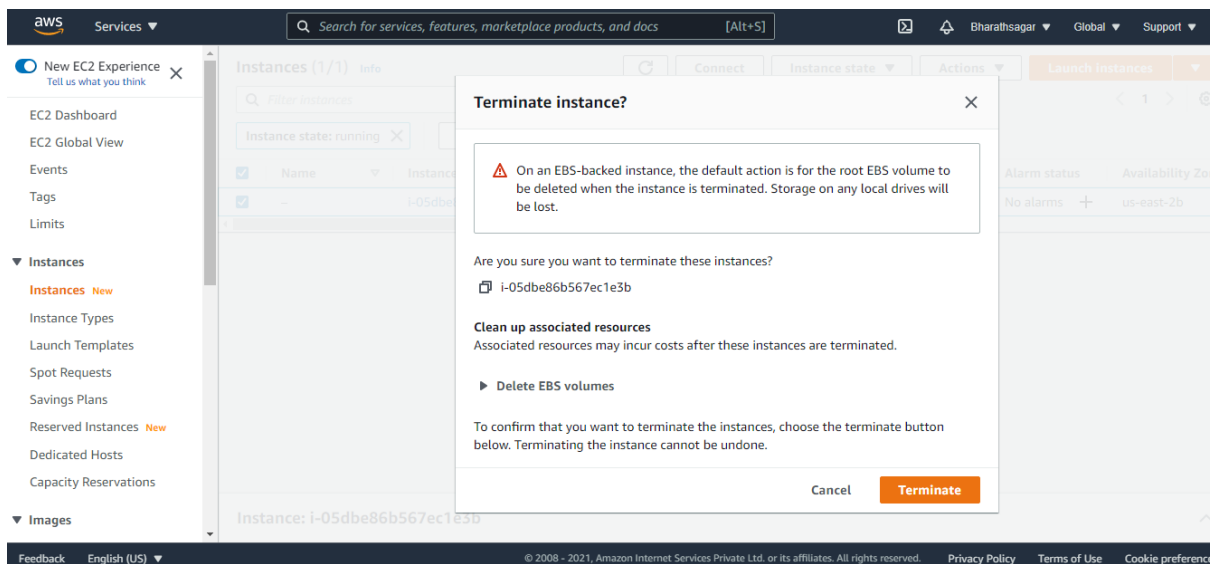 aws
Services ▼
Search for services, features, marketplace products, and docs [Alt+S]
Bharathsagar ▼
Global ▼
Support ▼
New EC2 Experience
Tell us what you think
EC2 Dashboard
EC2 Global View
Events
Tags
Limits
Instances
Instances New
Instance Types
Launch Templates
Spot Requests
Savings Plans
Reserved Instances New
Dedicated Hosts
Capacity Reservations
Images
Instances (1/1) Info
Connect
Instance state ▼
Actions ▼
Launch instances
Filter instances
1
Instance state: running
Name
Instance
Alarm status
Availability
–
No alarms +
us-east-2b
Terminate instance?
On an EBS-backed instance, the default action is for the root EBS volume to
be deleted when the instance is terminated. Storage on any local drives will
be lost.
Are you sure you want to terminate these instances?
i-05dbe86b567ec1e3b
Clean up associated resources
Associated resources may incur costs after these instances are terminated.
Delete EBS volumes
To confirm that you want to terminate the instances, choose the terminate button
below. Terminating the instance cannot be undone.
Cancel
Terminate
Instance: i-05dbe86b567ec1e3b
Feedback
English (US) ▼
© 2008 - 2021, Amazon Internet Services Private Ltd. or its affiliates. All rights reserved.
Privacy Policy
Terms of Use
Cookie preference